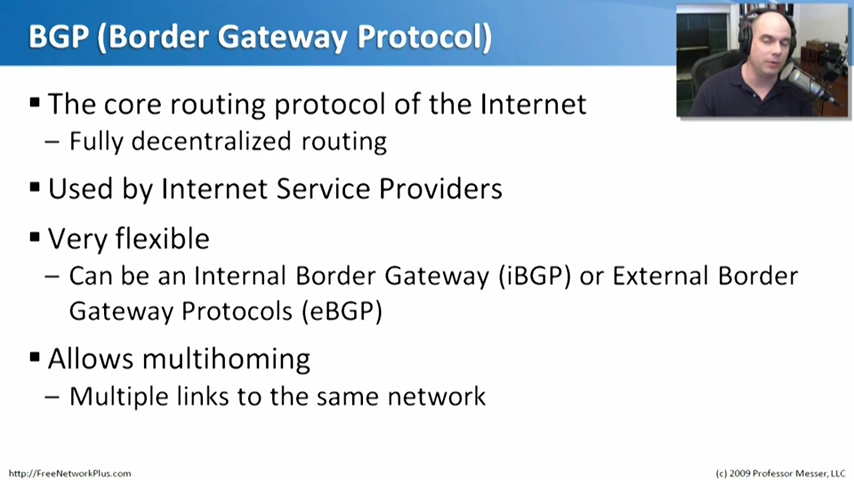 BGP (Border Gateway Protocol)
▪ The core routing protocol of the Internet
– Fully decentralized routing
▪ Used by Internet Service Providers
▪ Very flexible
– Can be an Internal Border Gateway (iBGP) or External Border
Gateway Protocols (eBGP)
▪ Allows multihoming
– Multiple links to the same network
http://FreeNetworkPlus.com
(c) 2009 Professor Messer, LLC